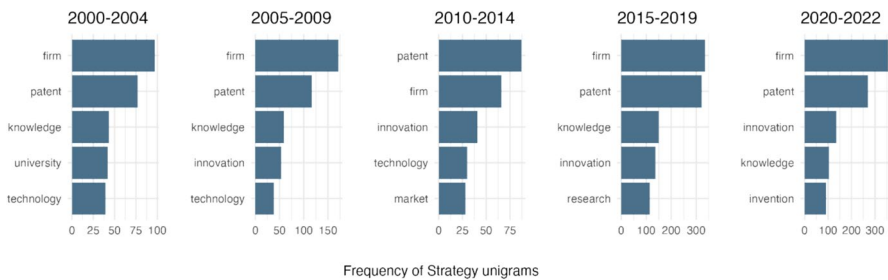 2000-2004
firm
patent
knowledge
university
technology
0 25 50 75 100
2005-2009
firm
patent
knowledge
innovation
technology
0 50 100 150
2010-2014
patent
firm
innovation
technology
market
0 25 50 75
2015-2019
firm
patent
knowledge
innovation
research
0 100 200 300
2020-2022
firm
patent
innovation
knowledge
invention
0 100 200 300
Frequency of Strategy unigrams